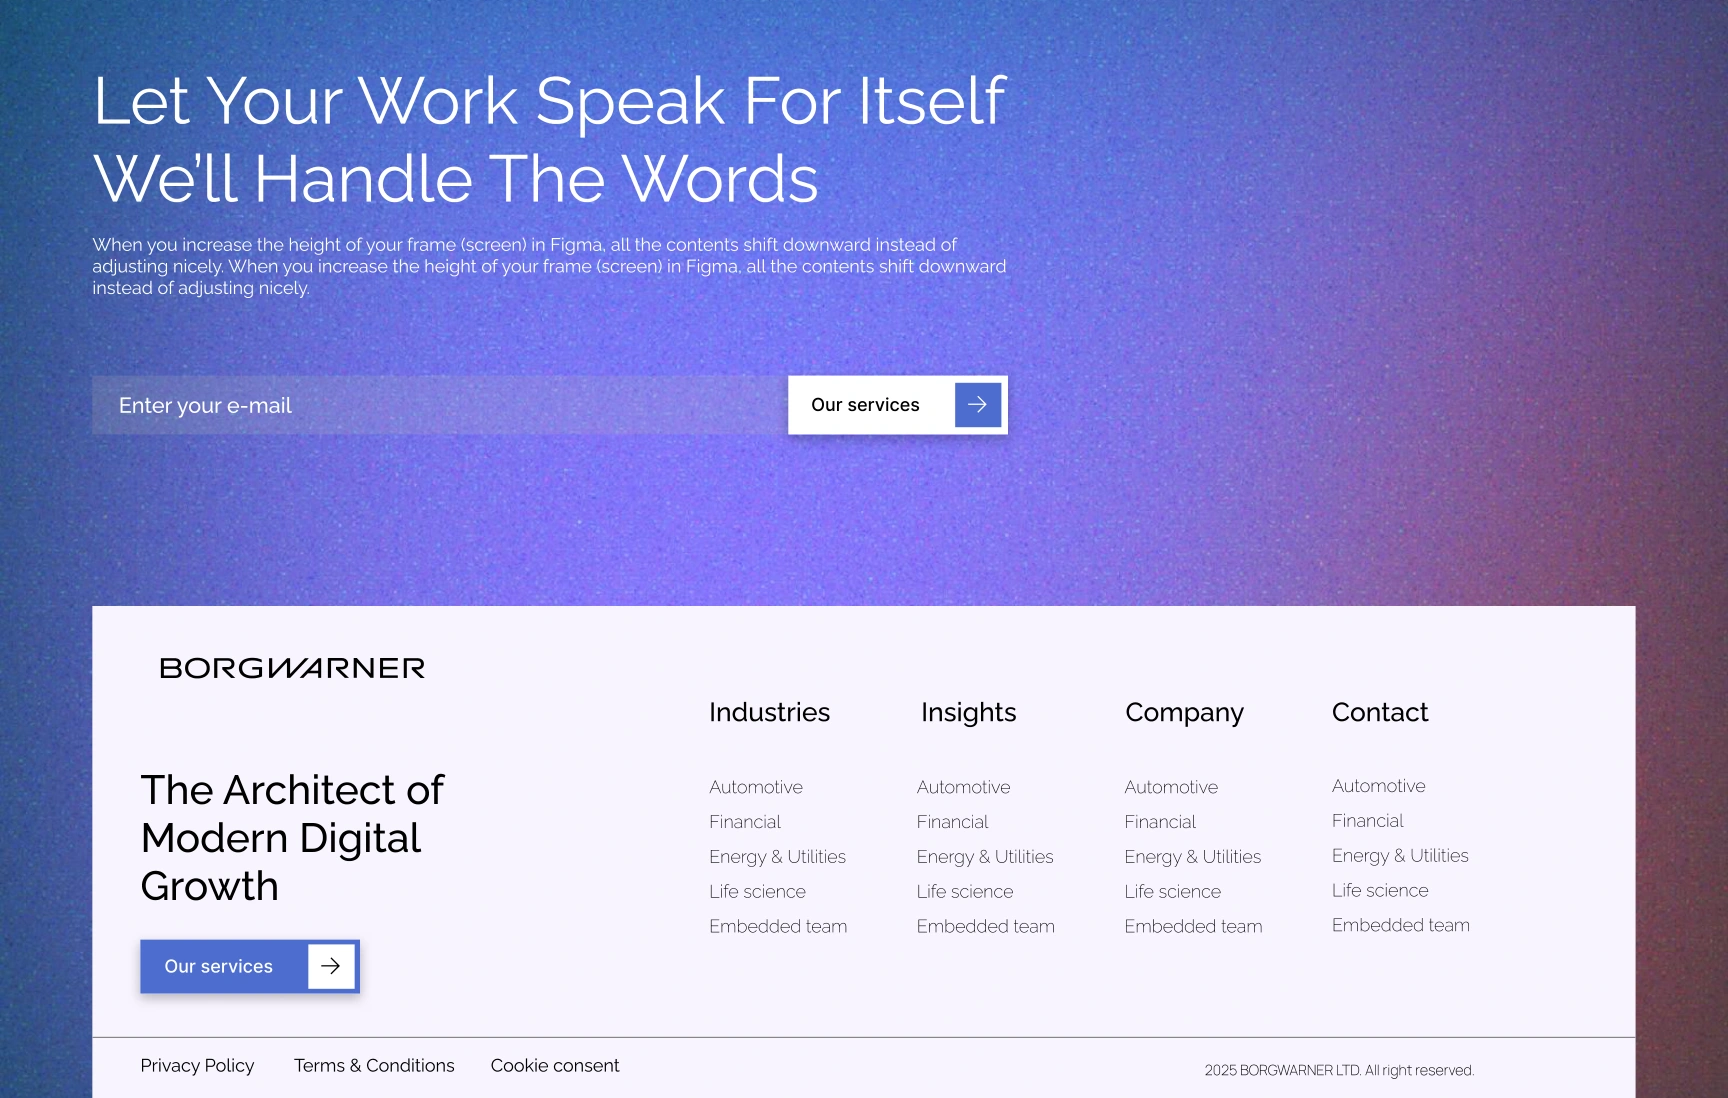 Let Your Work Speak For Itself
We’ll Handle The Words
When you increase the height of your frame (screen) in Figma, all the contents shift downward instead of
adjusting nicely. When you increase the height of your frame (screen) in Figma, all the contents shift downward
instead of adjusting nicely.
Enter your e-mail
Our services
BORGWARNER
The Architect of
Modern Digital
Growth
Our services
Industries
Automotive
Financial
Energy & Utilities
Life science
Embedded team
Insights
Automotive
Financial
Energy & Utilities
Life science
Embedded team
Company
Automotive
Financial
Energy & Utilities
Life science
Embedded team
Contact
Automotive
Financial
Energy & Utilities
Life science
Embedded team
Privacy Policy
Terms & Conditions
Cookie consent
2025 BORGWARNER LTD. All right reserved.